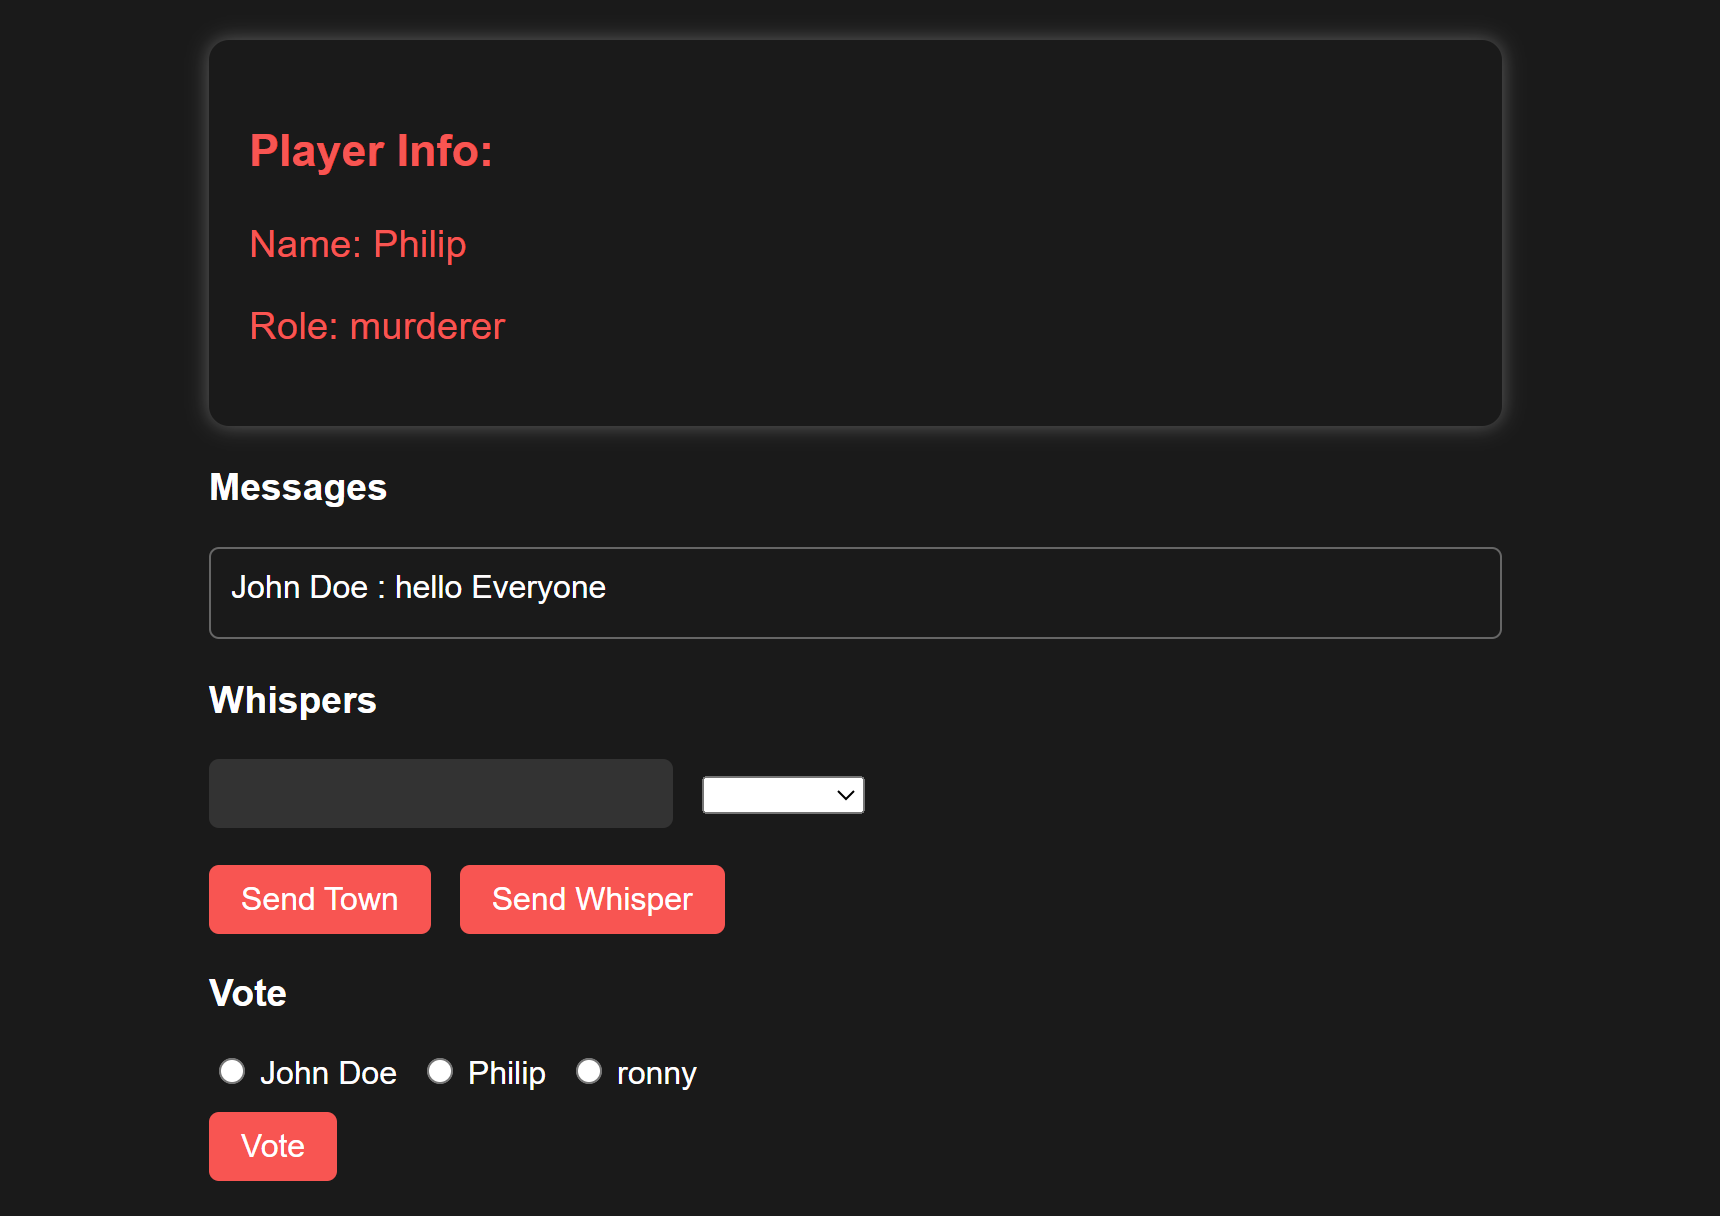 Player Info:
Name: Philip
Role: murderer
Messages
John Doe : hello Everyone
Whispers
Send Town Send Whisper
Vote
John Doe Philip ronny
Vote